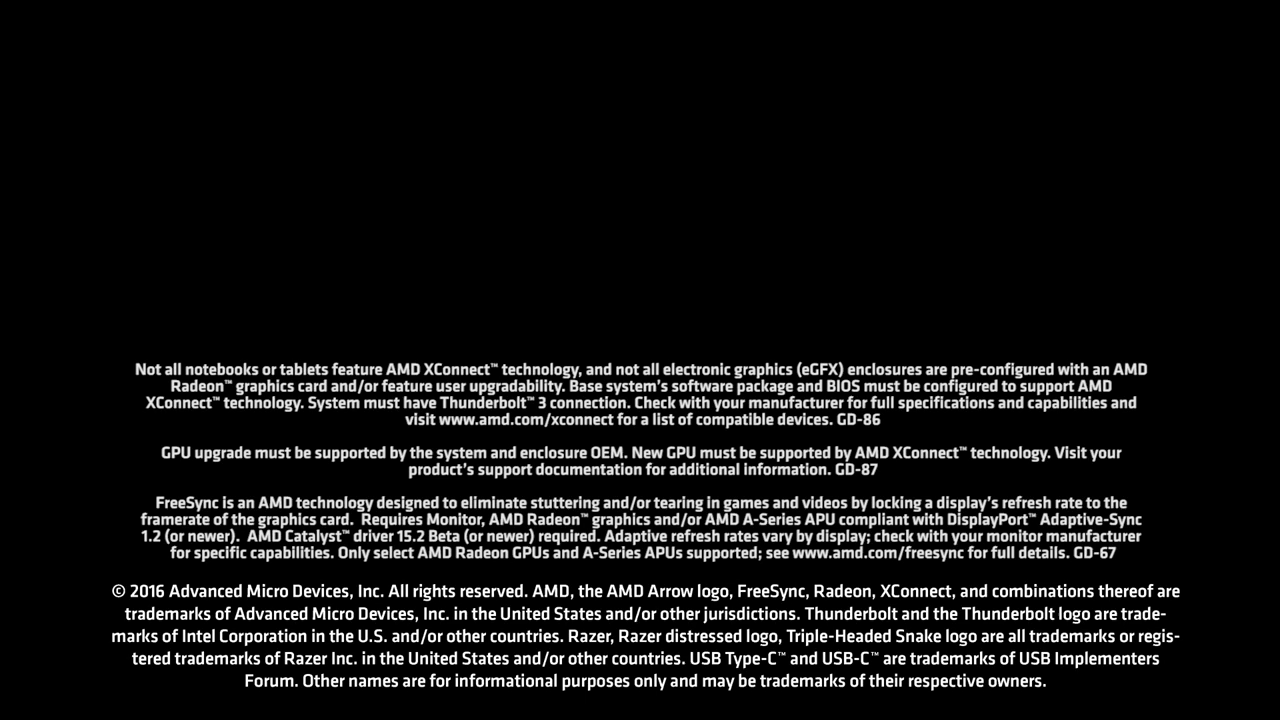 Not all notebooks or tablets feature AMD XConnect™ technology, and not all electronic graphics (eGFX) enclosures are pre-configured with an AMD
Radeon™ graphics card and/or feature user upgradability. Base system's software package and BIOS must be configured to support AMD
XConnect™ technology. System must have Thunderbolt™ 3 connection. Check with your manufacturer for full specifications and capabilities and
visit www.amd.com/xconnect for a list of compatible devices. GD-86
GPU upgrade must be supported by the system and enclosure OEM. New GPU must be supported by AMD XConnect™ technology. Visit your
product's support documentation for additional information. GD-87
FreeSync is an AMD technology designed to eliminate stuttering and/or tearing in games and videos by locking a display's refresh rate to the
framerate of the graphics card. Requires Monitor, AMD Radeon™ graphics and/or AMD A-Series APU compliant with DisplayPort™ Adaptive-Sync
1.2 (or newer). AMD Catalyst™ driver 15.2 Beta (or newer) required. Adaptive refresh rates vary by display; check with your monitor manufacturer
for specific capabilities. Only select AMD Radeon GPUs and A-Series APUs supported; see www.amd.com/freesync for full details. GD-67
© 2016 Advanced Micro Devices, Inc. All rights reserved. AMD, the AMD Arrow logo, FreeSync, Radeon, XConnect, and combinations thereof are
trademarks of Advanced Micro Devices, Inc. in the United States and/or other jurisdictions. Thunderbolt and the Thunderbolt logo are trade-
marks of Intel Corporation in the U.S. and/or other countries. Razer, Razer distressed logo, Triple-Headed Snake logo are all trademarks or regis-
tered trademarks of Razer Inc. in the United States and/or other countries. USB Type-C™ and USB-C™ are trademarks of USB Implementers
Forum. Other names are for informational purposes only and may be trademarks of their respective owners.